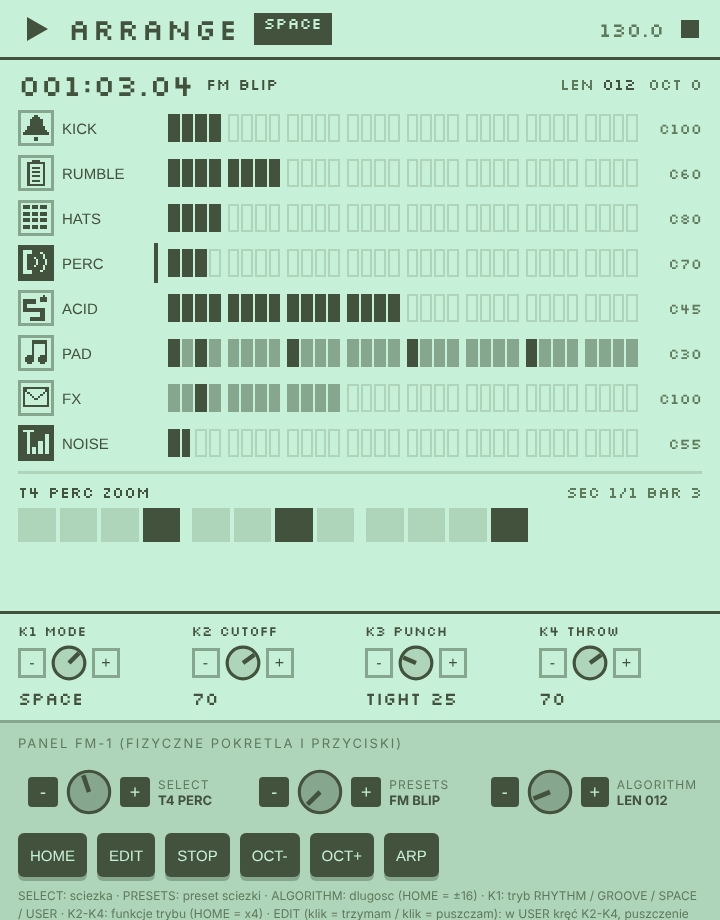 ARRANGE SPACE 130.0
001:03.04 FM BLIP LEN 012 OCT 0
KICK C100
RUMBLE C60
HATS C80
PERC C70
ACID C45
PAD C30
FX C100
NOISE C55
T4 PERC ZOOM SEC 1/1 BAR 3
K1 MODE K2 CUTOFF K3 PUNCH K4 THROW
- + - + - + - +
SPACE 70 TIGHT 25 70
PANEL FM-1 (FIZYCZNE POKRETLA I PRZYCISKI)
- + SELECT - + PRESETS - + ALGORITHM
T4 PERC FM BLIP LEN 012
HOME EDIT STOP OCT- OCT+ ARP
SELECT: sciezka · PRESETS: preset sciezki · ALGORITHM: dlugosc (HOME = ±16) · K1: tryb RHYTHM / GROOVE / SPACE
/ USER · K2-K4: funkcje trybu (HOME = x4) · EDIT (klik = trzymam / klik = puszczam): w USER kręć K2-K4, puszczenie